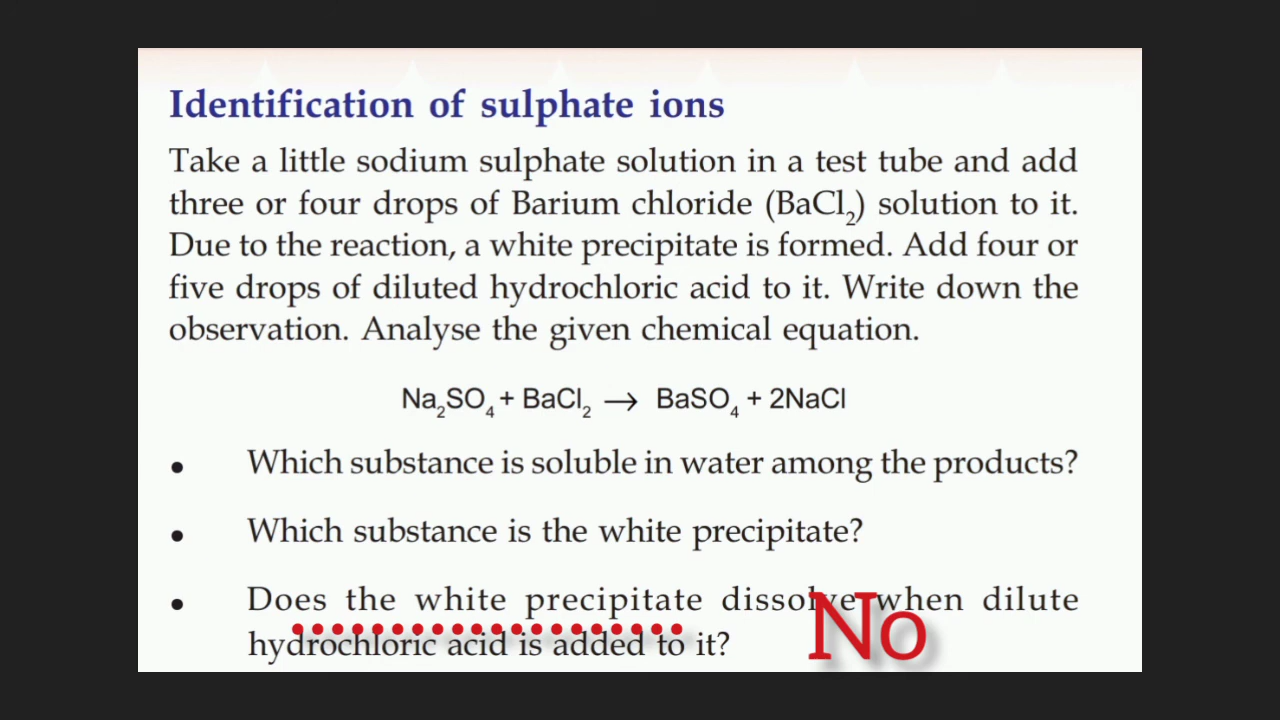 Identification of sulphate ions
Take a little sodium sulphate solution in a test tube and add
three or four drops of Barium chloride (BaCl₂) solution to it.
Due to the reaction, a white precipitate is formed. Add four or
five drops of diluted hydrochloric acid to it. Write down the
observation. Analyse the given chemical equation.
Na₂SO₄ + BaCl₂ → BaSO₄ + 2NaCl
• Which substance is soluble in water among the products?
• Which substance is the white precipitate?
• Does the white precipitate dissolve when dilute
hydrochloric acid is added to it?
No